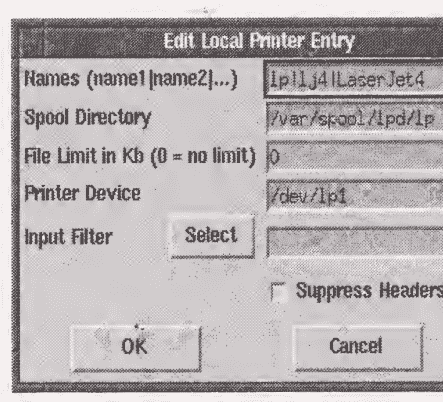 Edit Local Printer Entry
Names (name1|name2|...) lp|lj4|LaserJet4
Spool Directory /var/spool/lpd/lp
File Limit in Kb (0 = no limit) 0
Printer Device /dev/lp1
Input Filter Select
Suppress Headers
OK Cancel